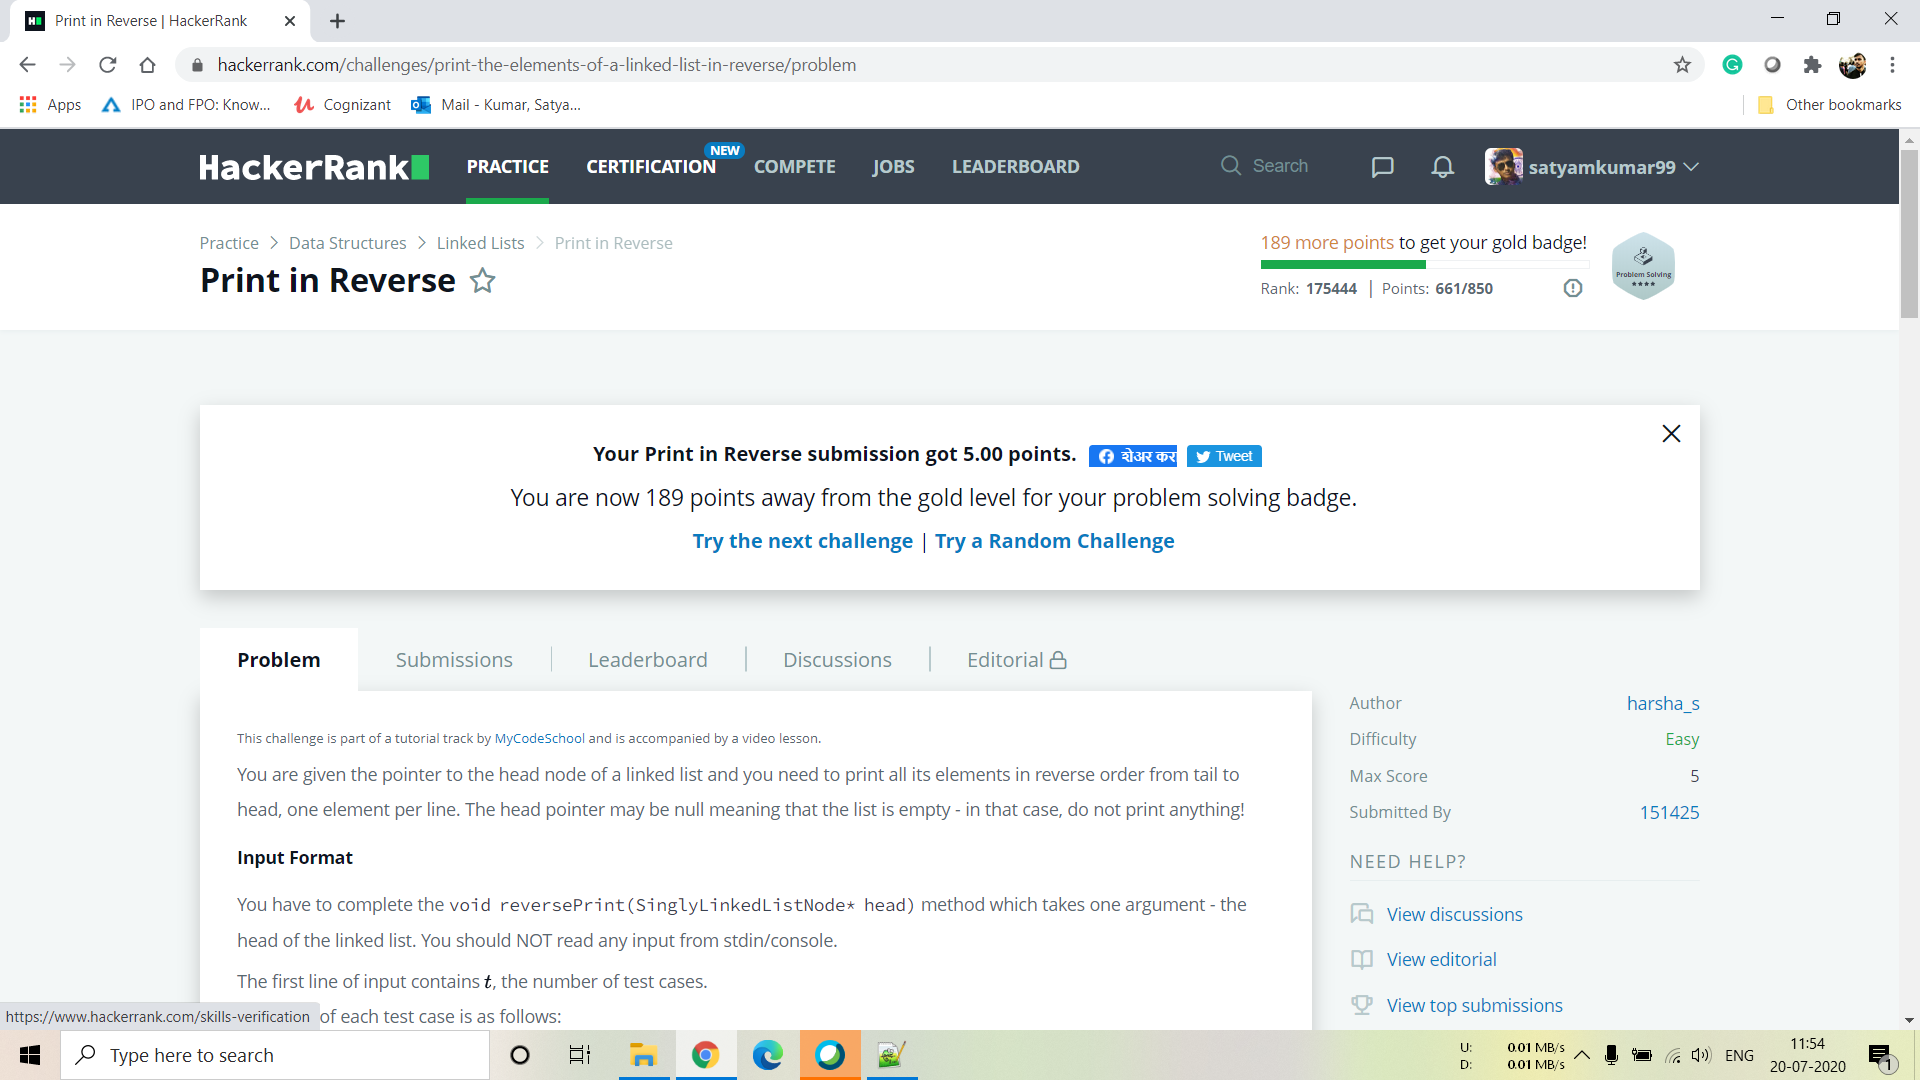 Print in Reverse | HackerRank
hackerrank.com/challenges/print-the-elements-of-a-linked-list-in-reverse/problem
Apps IPO and FPO: Know... Cognizant Mail - Kumar, Satya... Other bookmarks
HackerRank PRACTICE CERTIFICATION NEW COMPETE JOBS LEADERBOARD Search satyamkumar99
Practice > Data Structures > Linked Lists > Print in Reverse
Print in Reverse
189 more points to get your gold badge!
Rank: 175444 | Points: 661/850
Problem Solving
Your Print in Reverse submission got 5.00 points. शेअर कर Tweet
You are now 189 points away from the gold level for your problem solving badge.
Try the next challenge | Try a Random Challenge
Problem Submissions Leaderboard Discussions Editorial
This challenge is part of a tutorial track by MyCodeSchool and is accompanied by a video lesson.
You are given the pointer to the head node of a linked list and you need to print all its elements in reverse order from tail to
head, one element per line. The head pointer may be null meaning that the list is empty - in that case, do not print anything!
Input Format
You have to complete the void reversePrint(SinglyLinkedListNode* head) method which takes one argument - the
head of the linked list. You should NOT read any input from stdin/console.
The first line of input contains t, the number of test cases.
of each test case is as follows:
Author harsha_s
Difficulty Easy
Max Score 5
Submitted By 151425
NEED HELP?
View discussions
View editorial
View top submissions
https://www.hackerrank.com/skills-verification
Type here to search
U: 0.01 MB/s
D: 0.01 MB/s
ENG
11:54
20-07-2020
1